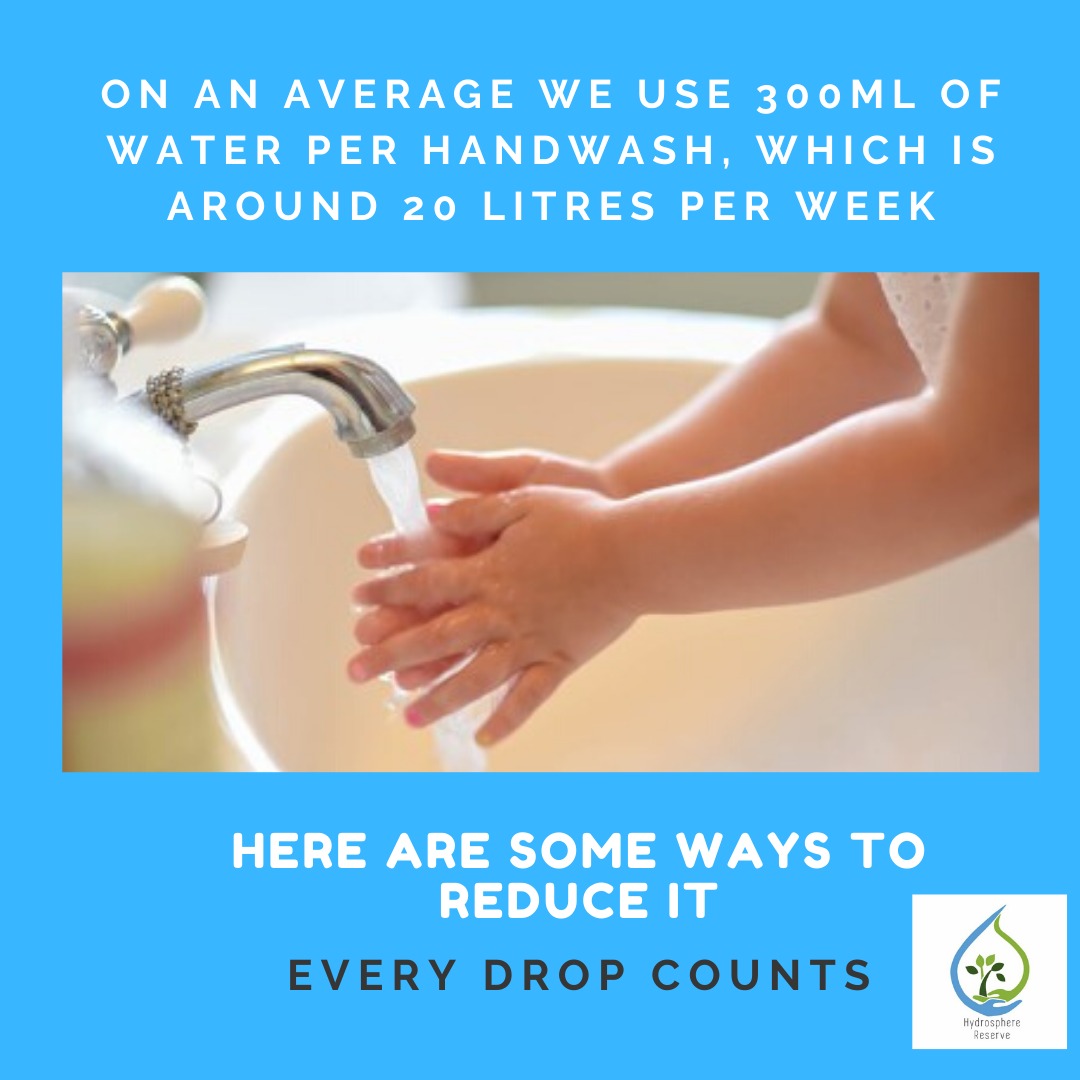 ON AN AVERAGE WE USE 300ML OF
WATER PER HANDWASH, WHICH IS
AROUND 20 LITRES PER WEEK
HERE ARE SOME WAYS TO
REDUCE IT
EVERY DROP COUNTS
Hydrosphere
Reserve